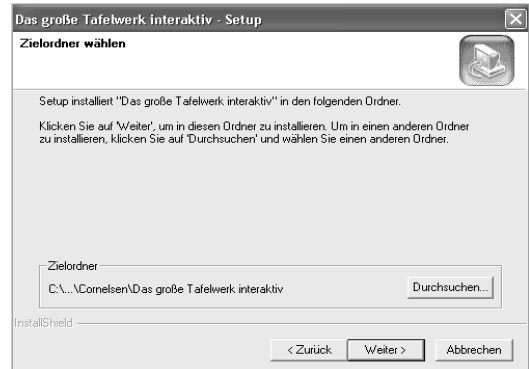 Das große Tafelwerk interaktiv - Setup
Zielordner wählen
Setup installiert "Das große Tafelwerk interaktiv" in den folgenden Ordner.
Klicken Sie auf 'Weiter', um in diesen Ordner zu installieren. Um in einen anderen Ordner
zu installieren, klicken Sie auf 'Durchsuchen' und wählen Sie einen anderen Ordner.
Zielordner
C:\...\Cornelsen\Das große Tafelwerk interaktiv
Durchsuchen...
InstallShield
< Zurück
Weiter >
Abbrechen